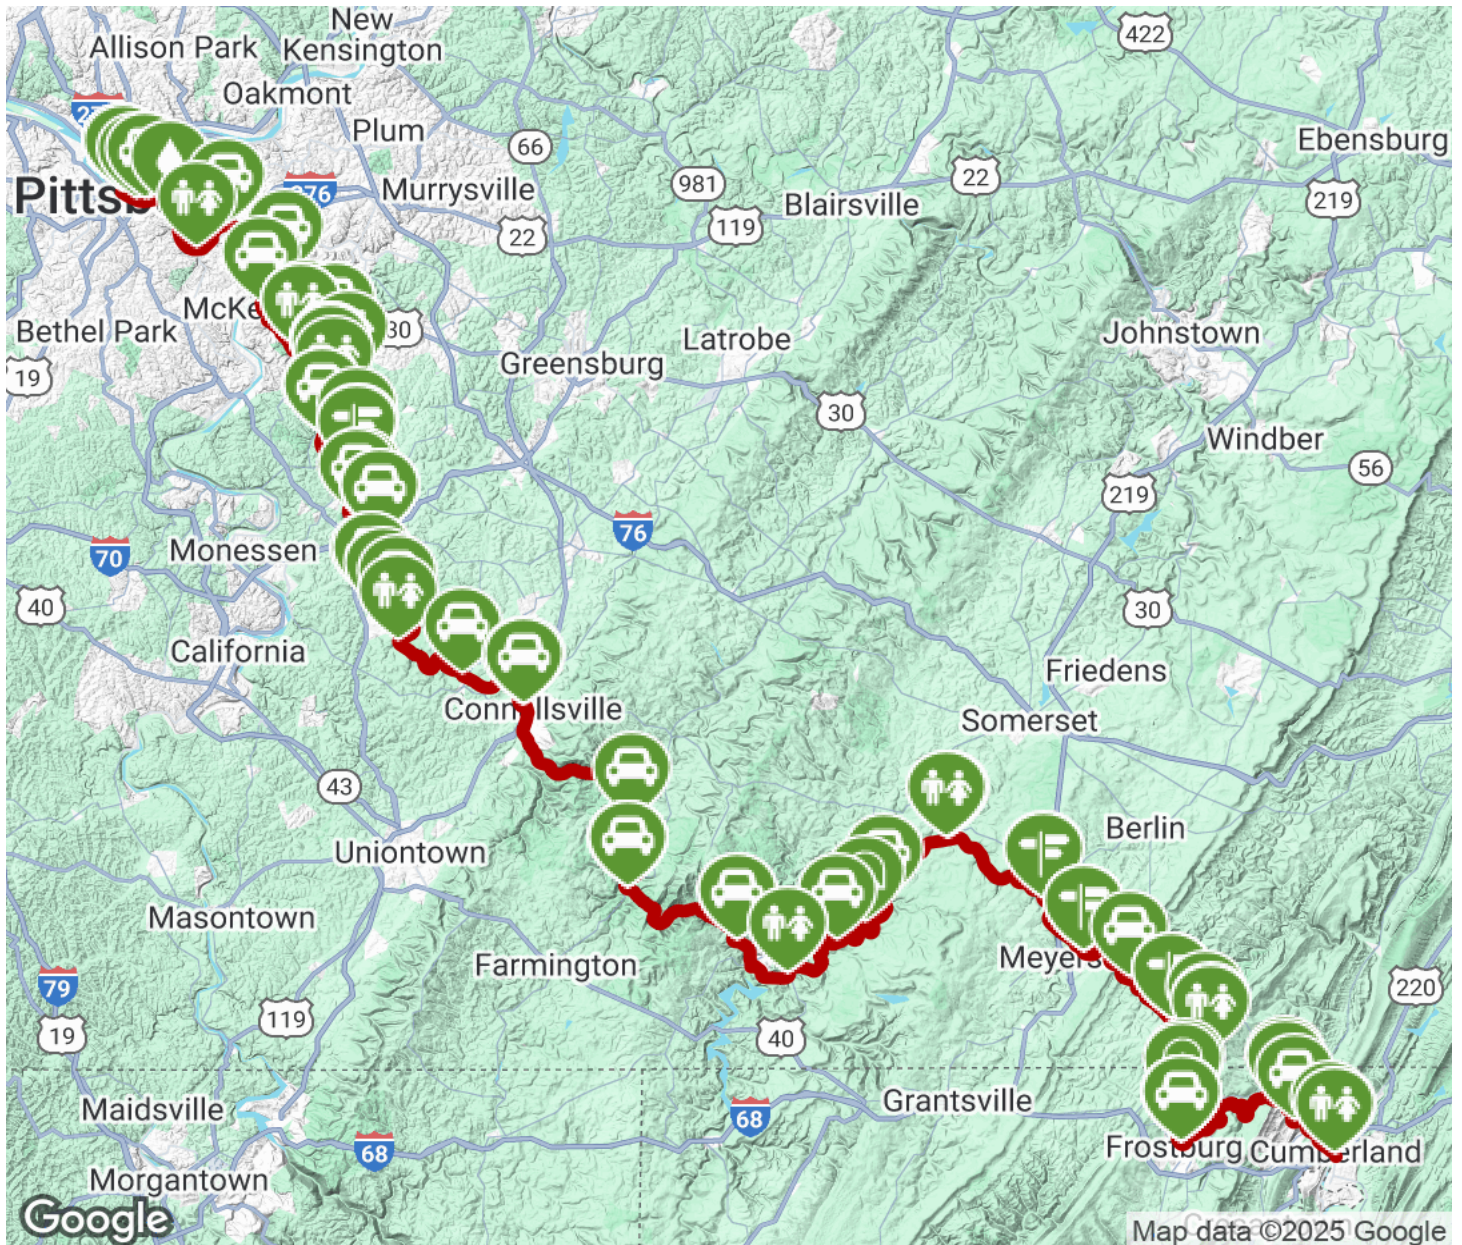 New
Allison Park
Kensington
422
Oakmont
Plum
66
Ebensburg
Pittsb
76
Murrysville
981
22
219
Blairsville
119
22
McKe
30
Bethel Park
Johnstown
Latrobe
Greensburg
19
30
Windber
56
219
76
Monessen
70
40
30
California
Friedens
Connellsville
Somerset
43
Berlin
Uniontown
Masontown
Meyers
Farmington
79
220
119
19
40
Grantsville
Maidsville
68
68
Frostburg
Cumberland
Morgantown
Google
Map data ©2025 Google